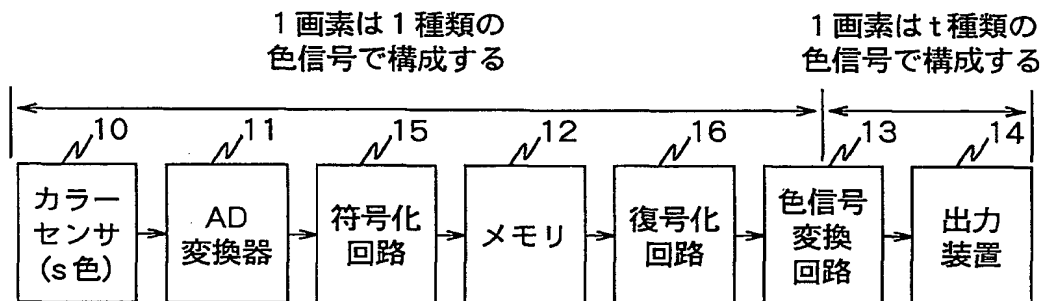 1画素は1種類の
色信号で構成する
1画素はt種類の
色信号で構成する
10
11
15
12
16
13
14
カラー
センサ
(s色)
AD
変換器
符号化
回路
メモリ
復号化
回路
色信号
変換
回路
出力
装置